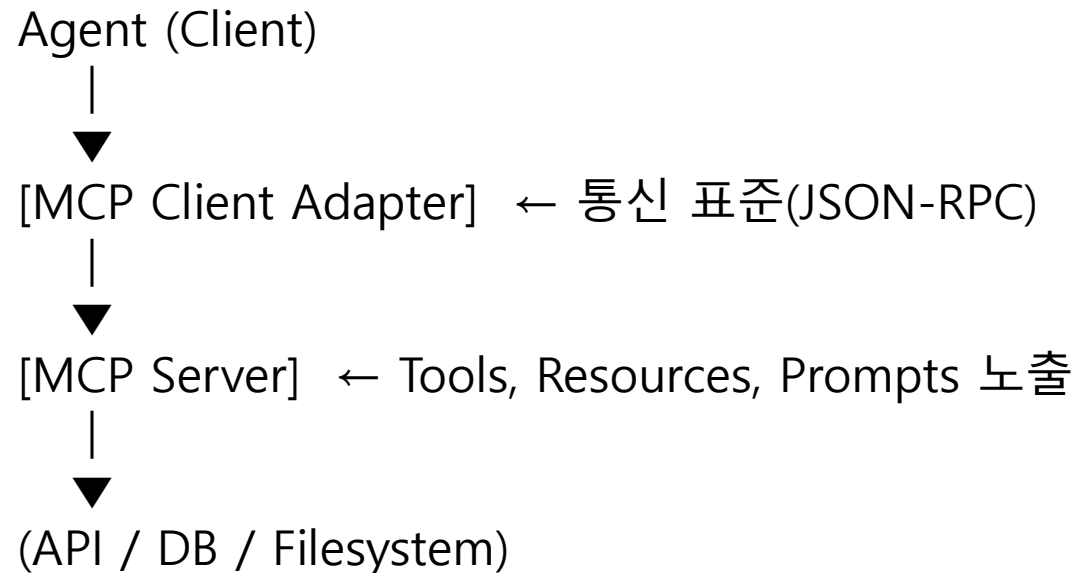 Agent (Client)
│
▼
[MCP Client Adapter] ← 통신 표준(JSON-RPC)
│
▼
[MCP Server] ← Tools, Resources, Prompts 노출
│
▼
(API / DB / Filesystem)